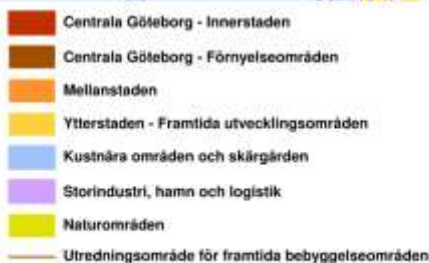 Centrala Göteborg - Innerstaden
Centrala Göteborg - Förnyelseområden
Mellanstaden
Ytterstaden - Framtida utvecklingsområden
Kustnära områden och skärgården
Storindustri, hamn och logistik
Naturområden
Utredningsområde för framtida bebyggelseområden